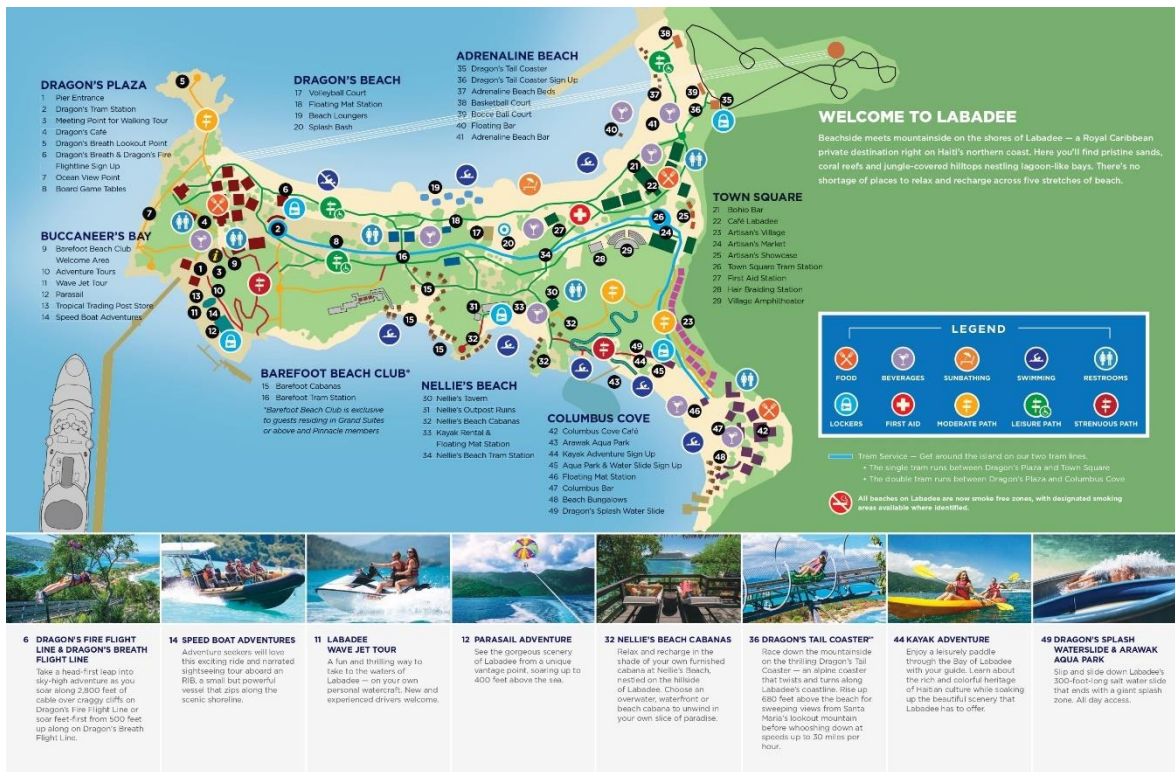 DRAGON'S PLAZA
1 Pier Entrance
2 Dragon's Tram Station
3 Meeting Point for Walking Tour
4 Dragon's Café
5 Dragon's Breath Lookout Point
6 Dragon's Breath & Dragon's Fire
Flightline Sign Up
7 Ocean View Point
8 Board Game Tables
BUCCANEER'S BAY
9 Barefoot Beach Club
Welcome Area
10 Adventure Tours
11 Wave Jet Tour
12 Parasail
13 Tropical Trading Post Store
14 Speed Boat Adventures
DRAGON'S BEACH
17 Volleyball Court
18 Floating Mat Station
19 Beach Loungers
20 Splash Bash
ADRENALINE BEACH
35 Dragon's Tail Coaster
36 Dragon's Tail Coaster Sign Up
37 Adrenaline Beach Beds
38 Basketball Court
39 Bocce Ball Court
40 Floating Bar
41 Adrenaline Beach Bar
BAREFOOT BEACH CLUB*
15 Barefoot Cabanas
16 Barefoot Tram Station
*Barefoot Beach Club is exclusive
to guests residing in Grand Suites
or above and Pinnacle members
NELLIE'S BEACH
30 Nellie's Tavern
31 Nellie's Outpost Ruins
32 Nellie's Beach Cabanas
33 Kayak Rental &
Floating Mat Station
34 Nellie's Beach Tram Station
COLUMBUS COVE
42 Columbus Cove Café
43 Arawak Aqua Park
44 Kayak Adventure Sign Up
45 Aqua Park & Water Slide Sign Up
46 Floating Mat Station
47 Columbus Bar
48 Beach Bungalows
49 Dragon's Splash Water Slide
TOWN SQUARE
21 Bohio Bar
22 Café Labadee
23 Artisan's Village
24 Artisan's Market
25 Artisan's Showcase
26 Town Square Tram Station
27 First Aid Station
28 Hair Braiding Station
29 Village Amphitheater
WELCOME TO LABADEE
Beachside meets mountainside on the shores of Labadee — a Royal Caribbean
private destination right on Haiti's northern coast. Here you'll find pristine sands,
coral reefs and jungle-covered hilltops nestling lagoon-like bays. There's no
shortage of places to relax and recharge across five stretches of beach.
LEGEND
FOOD BEVERAGES SUNBATHING SWIMMING RESTROOMS
LOCKERS FIRST AID MODERATE PATH LEISURE PATH STRENUOUS PATH
Tram Service — Get around the island on our two tram lines.
• The single tram runs between Dragon's Plaza and Town Square
• The double tram runs between Dragon's Plaza and Columbus Cove
All beaches on Labadee are now smoke free zones, with designated smoking
areas available where identified.
6 DRAGON'S FIRE FLIGHT
LINE & DRAGON'S BREATH
FLIGHT LINE
Take a head-first leap into
sky-high adventure as you
soar along 2,800 feet of
cable over craggy cliffs on
Dragon's Fire Flight Line or
soar feet-first from 500 feet
up along on Dragon's Breath
Flight Line.
14 SPEED BOAT ADVENTURES
Adventure seekers will love
this exciting ride and narrated
sightseeing tour aboard an
RIB, a small but powerful
vessel that zips along the
scenic shoreline.
11 LABADEE
WAVE JET TOUR
A fun and thrilling way to
take to the waters of
Labadee — on your own
personal watercraft. New and
experienced drivers welcome.
12 PARASAIL ADVENTURE
See the gorgeous scenery
of Labadee from a unique
vantage point, soaring up to
400 feet above the sea.
32 NELLIE'S BEACH CABANAS
Relax and recharge in the
shade of your own furnished
cabana at Nellie's Beach,
nestled on the hillside
of Labadee. Choose an
overwater, waterfront or
beach cabana to unwind in
your own slice of paradise.
36 DRAGON'S TAIL COASTER™
Race down the mountainside
on the thrilling Dragon's Tail
Coaster — an alpine coaster
that twists and turns along
Labadee's coastline. Rise up
680 feet above the beach for
sweeping views from Santa
Maria's lookout mountain
before whooshing down at
speeds up to 30 miles per
hour.
44 KAYAK ADVENTURE
Enjoy a leisurely paddle
through the Bay of Labadee
with your guide. Learn about
the rich and colorful heritage
of Haitian culture while soaking
up the beautiful scenery that
Labadee has to offer.
49 DRAGON'S SPLASH
WATERSLIDE & ARAWAK
AQUA PARK
Slip and slide down Labadee's
300-foot-long salt water slide
that ends with a giant splash
zone. All day access.